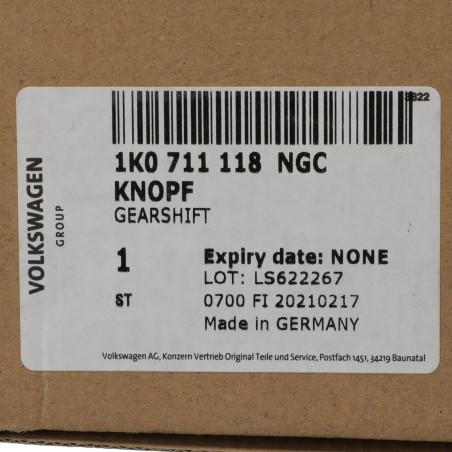 3822
1K0 711 118 NGC
KNOPF
GEARSHIFT
VOLKSWAGEN
GROUP
1
ST
Expiry date: NONE
LOT: LS622267
0700 FI 20210217
Made in GERMANY
Volkswagen AG, Konzern Vertrieb Original Teile und Service, Postfach 1451, 34219 Baunatal